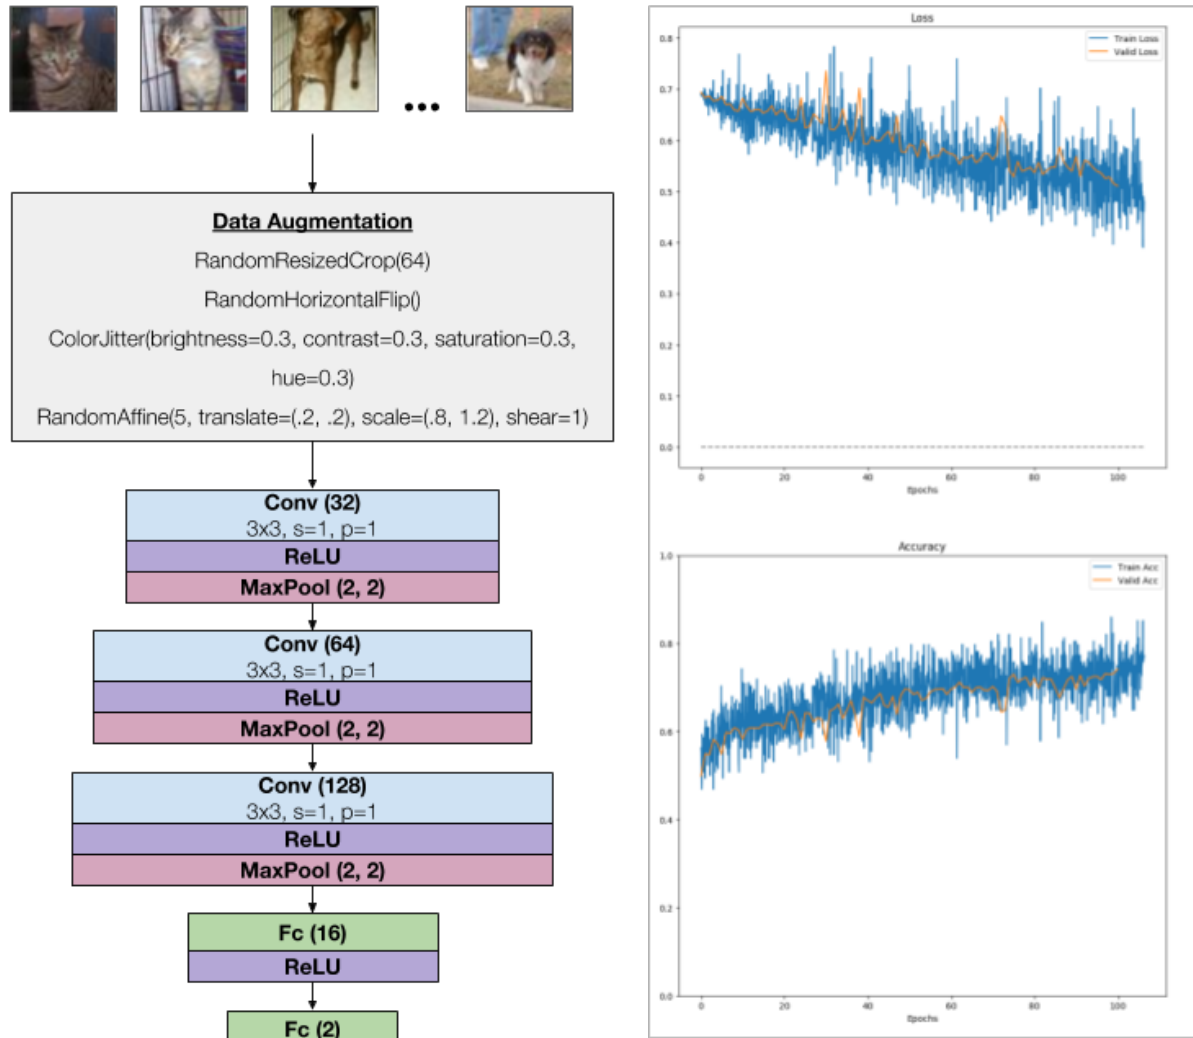 Data Augmentation
RandomResizedCrop(64)
RandomHorizontalFlip()
ColorJitter(brightness=0.3, contrast=0.3, saturation=0.3,
hue=0.3)
RandomAffine(5, translate=(.2, .2), scale=(.8, 1.2), shear=1)
Conv (32)
3x3, s=1, p=1
ReLU
MaxPool (2, 2)
Conv (64)
3x3, s=1, p=1
ReLU
MaxPool (2, 2)
Conv (128)
3x3, s=1, p=1
ReLU
MaxPool (2, 2)
Fc (16)
ReLU
Fc (2)
Loss
Train Loss
Valid Loss
0.8
0.7
0.6
0.5
0.4
0.3
0.2
0.1
0.0
0 20 40 60 80 100
Epochs
Accuracy
Train Acc
Valid Acc
1.0
0.8
0.6
0.4
0.2
0.0
0 20 40 60 80 100
Epochs